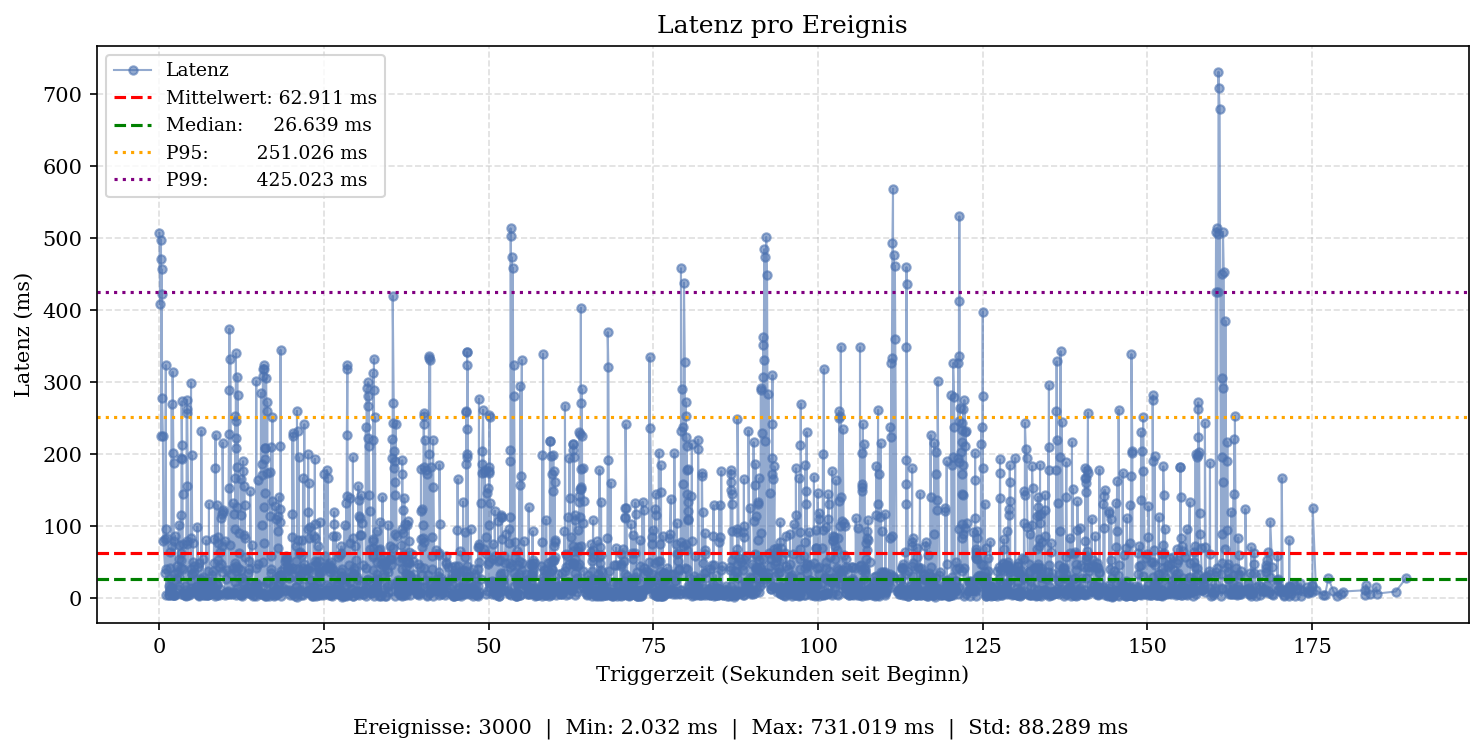 Latenz pro Ereignis
Latenz
Mittelwert: 62.911 ms
Median: 26.639 ms
P95: 251.026 ms
P99: 425.023 ms
Latenz (ms)
700
600
500
400
300
200
100
0
0 25 50 75 100 125 150 175
Triggerzeit (Sekunden seit Beginn)
Ereignisse: 3000 | Min: 2.032 ms | Max: 731.019 ms | Std: 88.289 ms